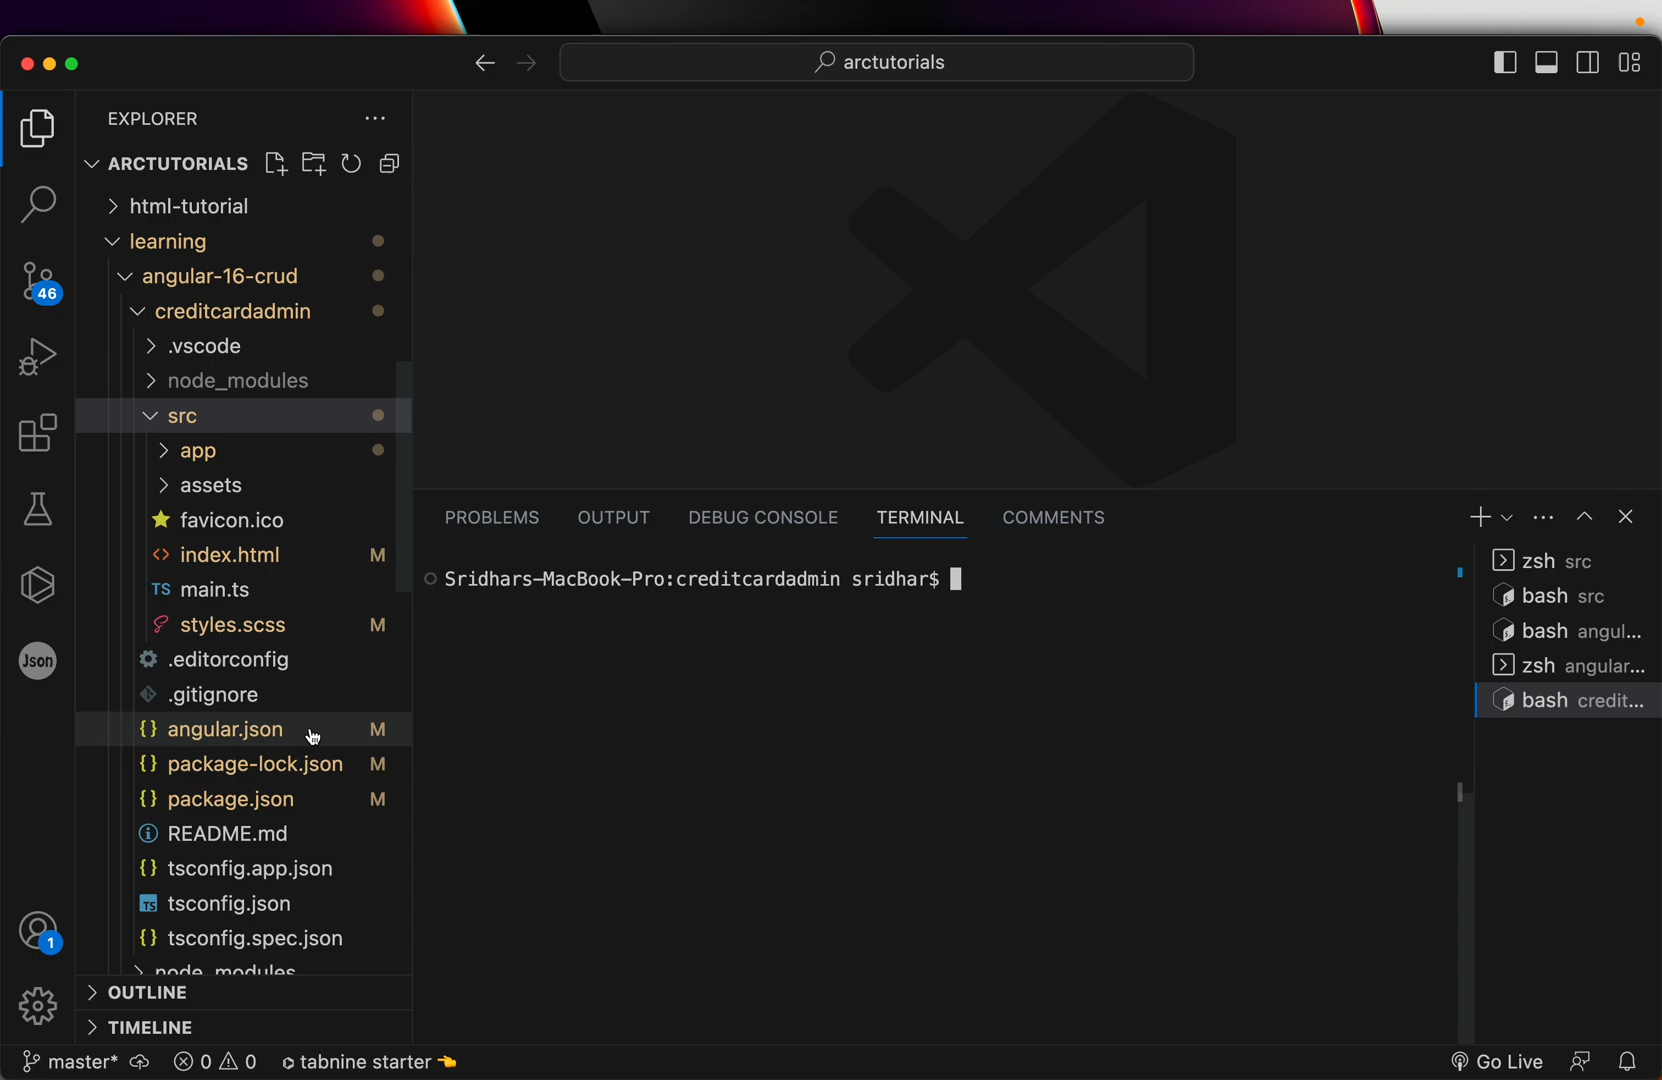 arctutorials
EXPLORER
ARCTUTORIALS
html-tutorial
learning
angular-16-crud
46
creditcardadmin
.vscode
node_modules
src
app
assets
favicon.ico
index.html M
TS main.ts
styles.scss M
.editorconfig
.gitignore
{} angular.json M
{} package-lock.json M
{} package.json M
README.md
{} tsconfig.app.json
TS tsconfig.json
{} tsconfig.spec.json
node_modules
Json
1
OUTLINE
TIMELINE
PROBLEMS OUTPUT DEBUG CONSOLE TERMINAL COMMENTS
Sridhars-MacBook-Pro:creditcardadmin sridhar$
zsh src
bash src
bash angul...
zsh angular...
bash credit...
master* 0 0 tabnine starter Go Live